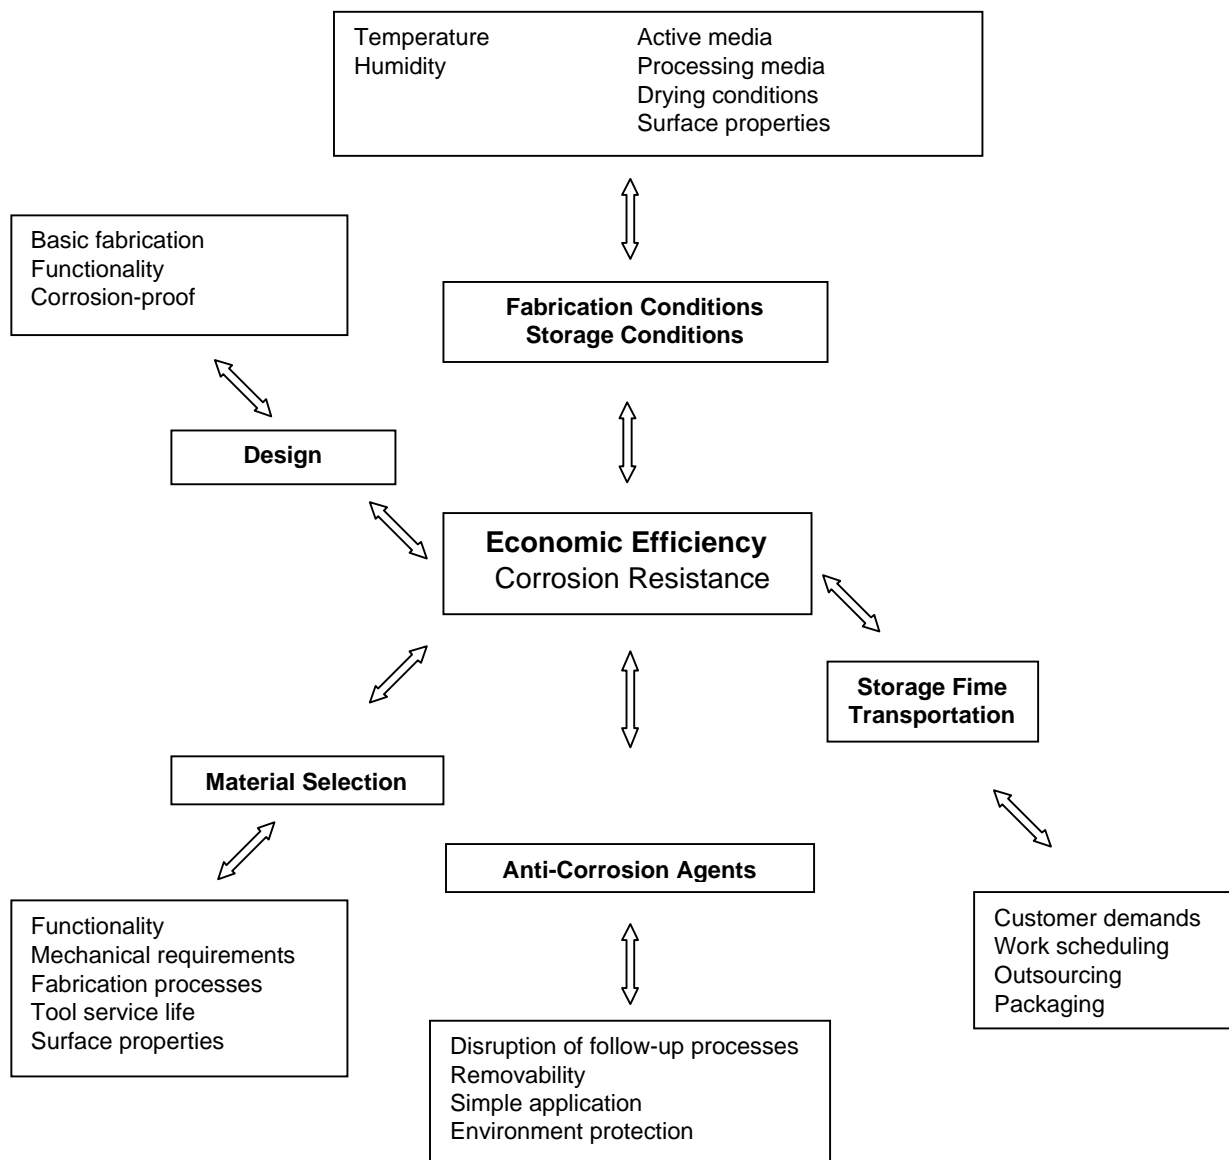 Temperature
Humidity
Active media
Processing media
Drying conditions
Surface properties
Basic fabrication
Functionality
Corrosion-proof
Fabrication Conditions
Storage Conditions
Design
Economic Efficiency
Corrosion Resistance
Storage Fime
Transportation
Material Selection
Anti-Corrosion Agents
Functionality
Mechanical requirements
Fabrication processes
Tool service life
Surface properties
Customer demands
Work scheduling
Outsourcing
Packaging
Disruption of follow-up processes
Removability
Simple application
Environment protection